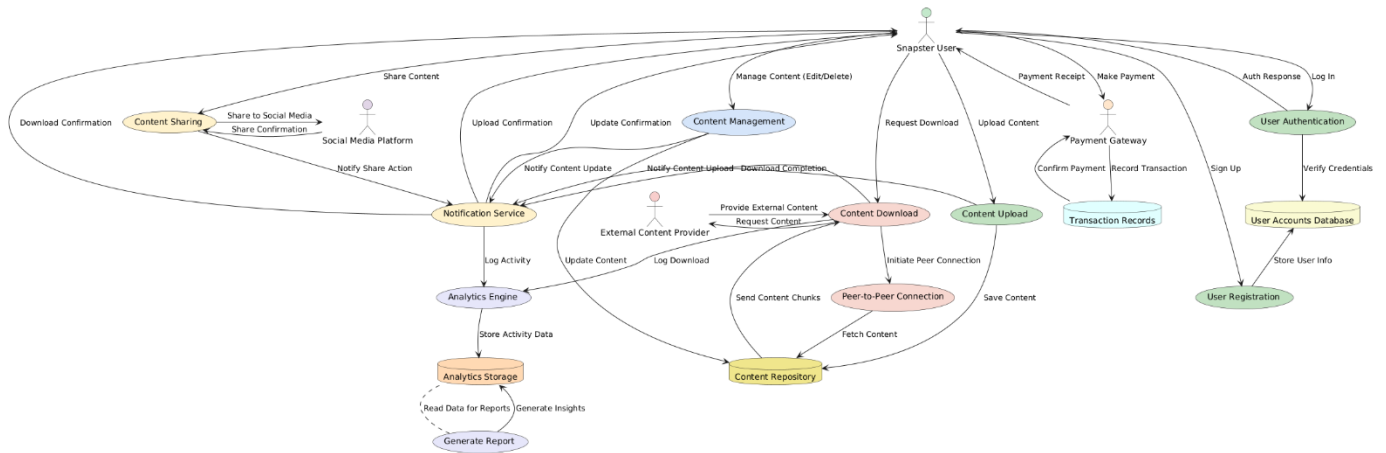 Snapster User
Share Content
Manage Content (Edit/Delete)
Payment Receipt
Make Payment
Auth Response
Log In
Content Sharing
Share to Social Media
Share Confirmation
Social Media Platform
Download Confirmation
Upload Confirmation
Update Confirmation
Content Management
Request Download
Upload Content
Payment Gateway
User Authentication
Notify Share Action
Notify Content Update
Notify Content Upload
Download Completion
Confirm Payment
Record Transaction
Sign Up
Verify Credentials
Notification Service
External Content Provider
Provide External Content
Request Content
Content Download
Content Upload
Transaction Records
User Accounts Database
Log Activity
Update Content
Log Download
Initiate Peer Connection
Store User Info
Analytics Engine
Send Content Chunks
Peer-to-Peer Connection
Save Content
User Registration
Store Activity Data
Fetch Content
Analytics Storage
Content Repository
Read Data for Reports
Generate Insights
Generate Report